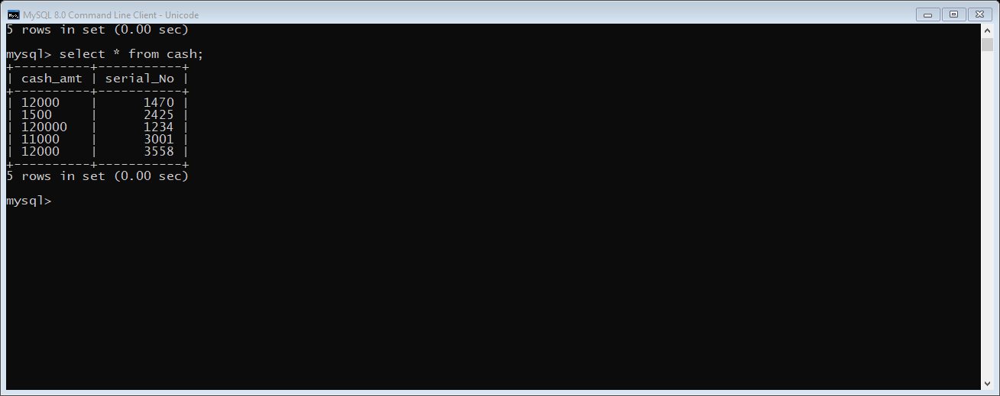 MySQL 8.0 Command Line Client - Unicode
5 rows in set (0.00 sec)
mysql> select * from cash;
+----------+-----------+
| cash_amt | serial_No |
+----------+-----------+
| 12000    |      1470 |
| 1500     |      2425 |
| 120000   |      1234 |
| 11000    |      3001 |
| 12000    |      3558 |
+----------+-----------+
5 rows in set (0.00 sec)
mysql>